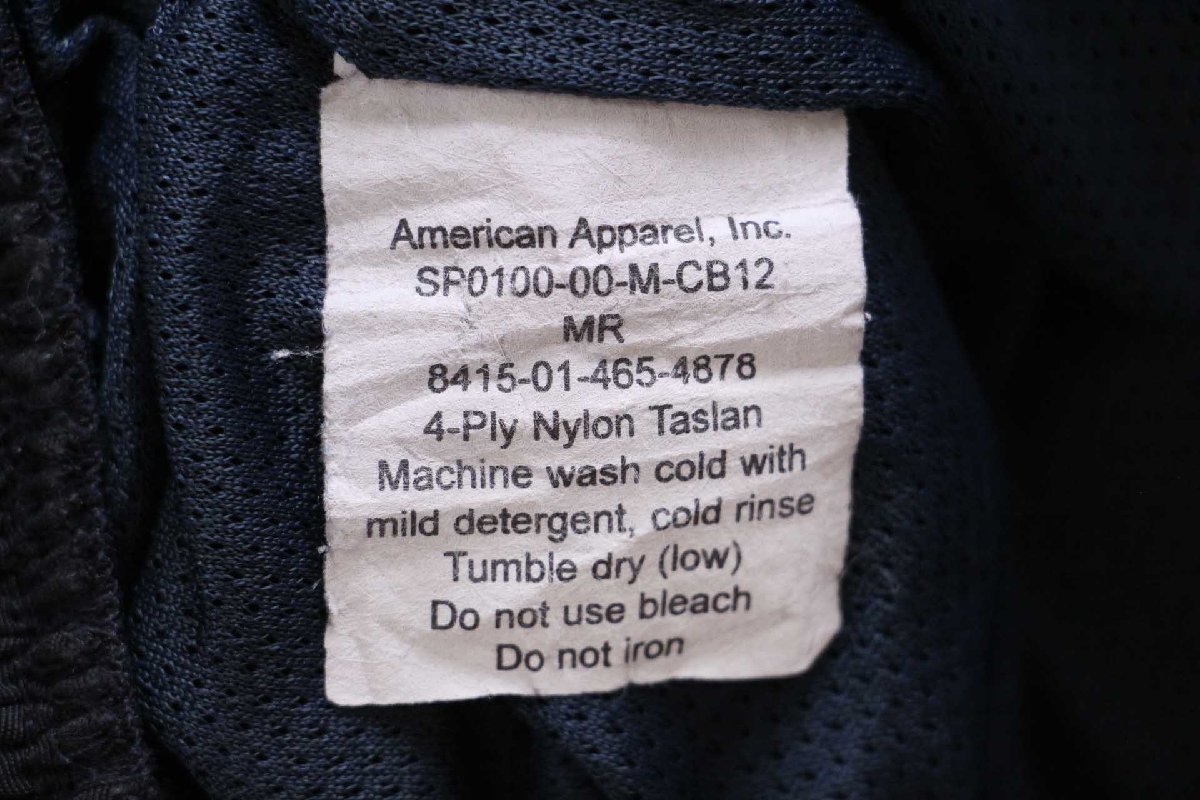 American Apparel, Inc.
SP0100-00-M-CB12
MR
8415-01-465-4878
4-Ply Nylon Taslan
Machine wash cold with
mild detergent, cold rinse
Tumble dry (low)
Do not use bleach
Do not iron